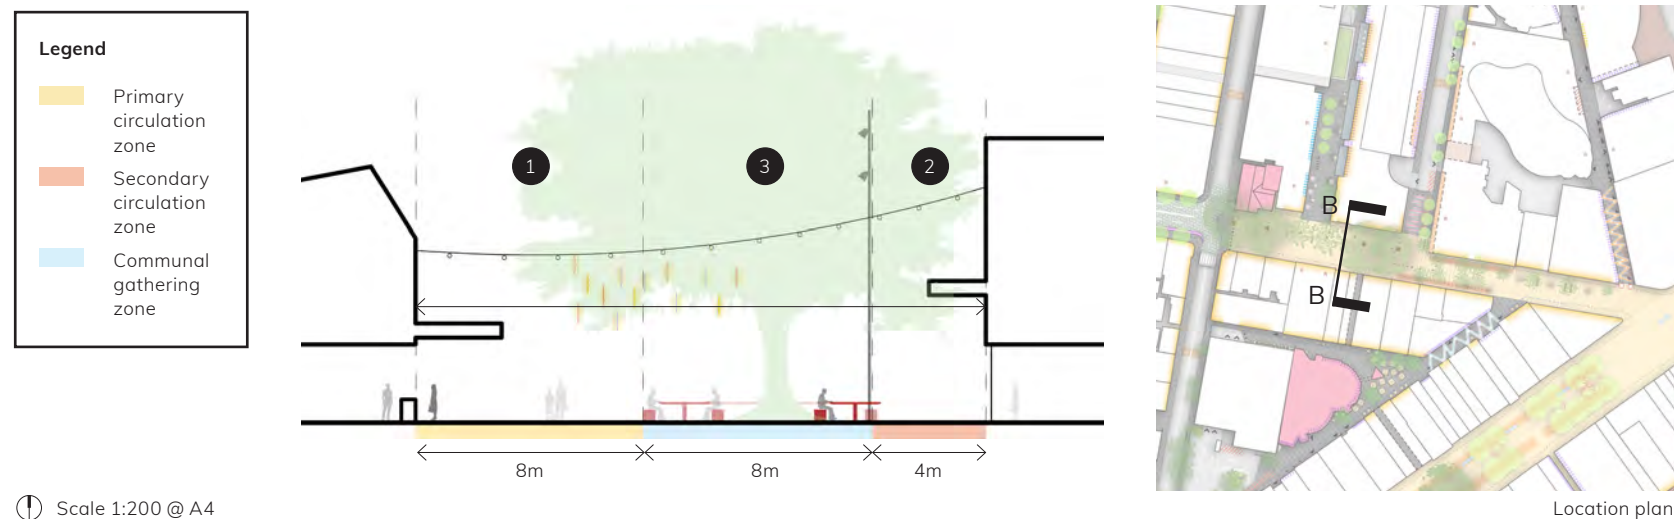 Legend
Primary
circulation
zone
Secondary
circulation
zone
Communal
gathering
zone
1
3
2
8m
8m
4m
B
B
Scale 1:200 @ A4
Location plan